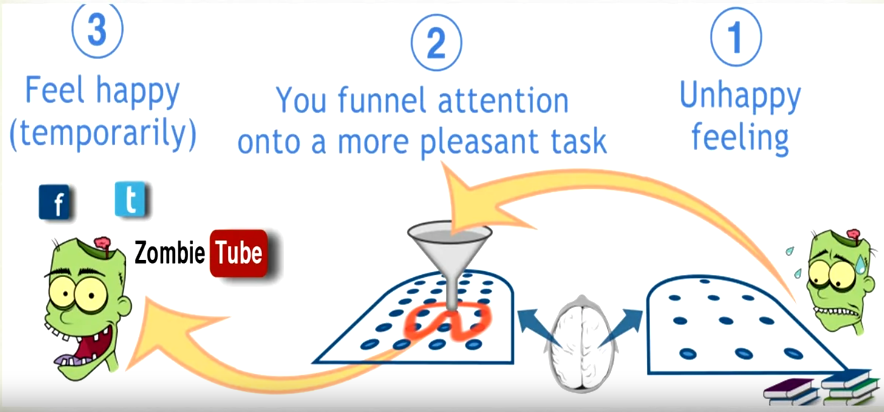 3
Feel happy
(temporarily)
2
You funnel attention
onto a more pleasant task
1
Unhappy
feeling
f
t
Zombie Tube